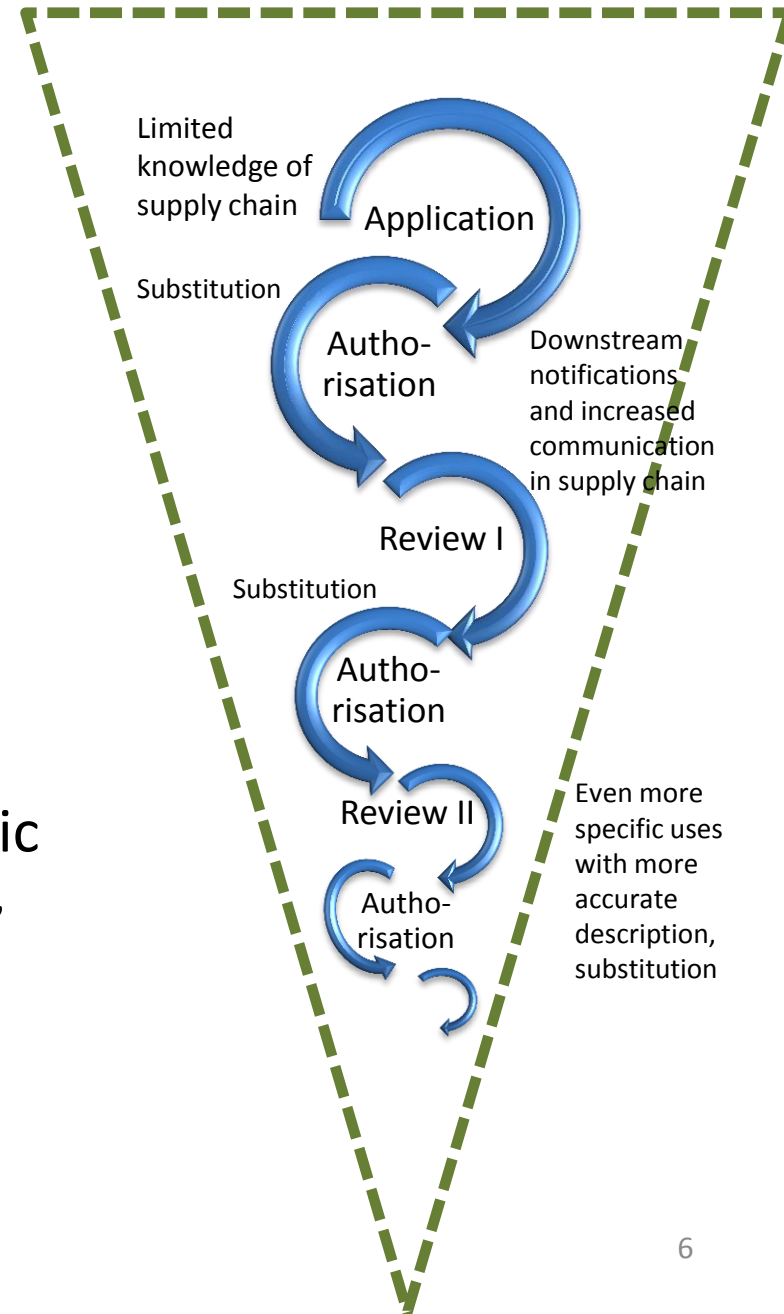 Limited
knowledge of
supply chain
Application
Substitution
Autho-
risation
Downstream
notifications
and increased
communication
in supply chain
Review I
Substitution
Autho-
risation
Review II
Even more
specific uses
with more
accurate
description,
substitution
ic
,
Autho-
risation
6